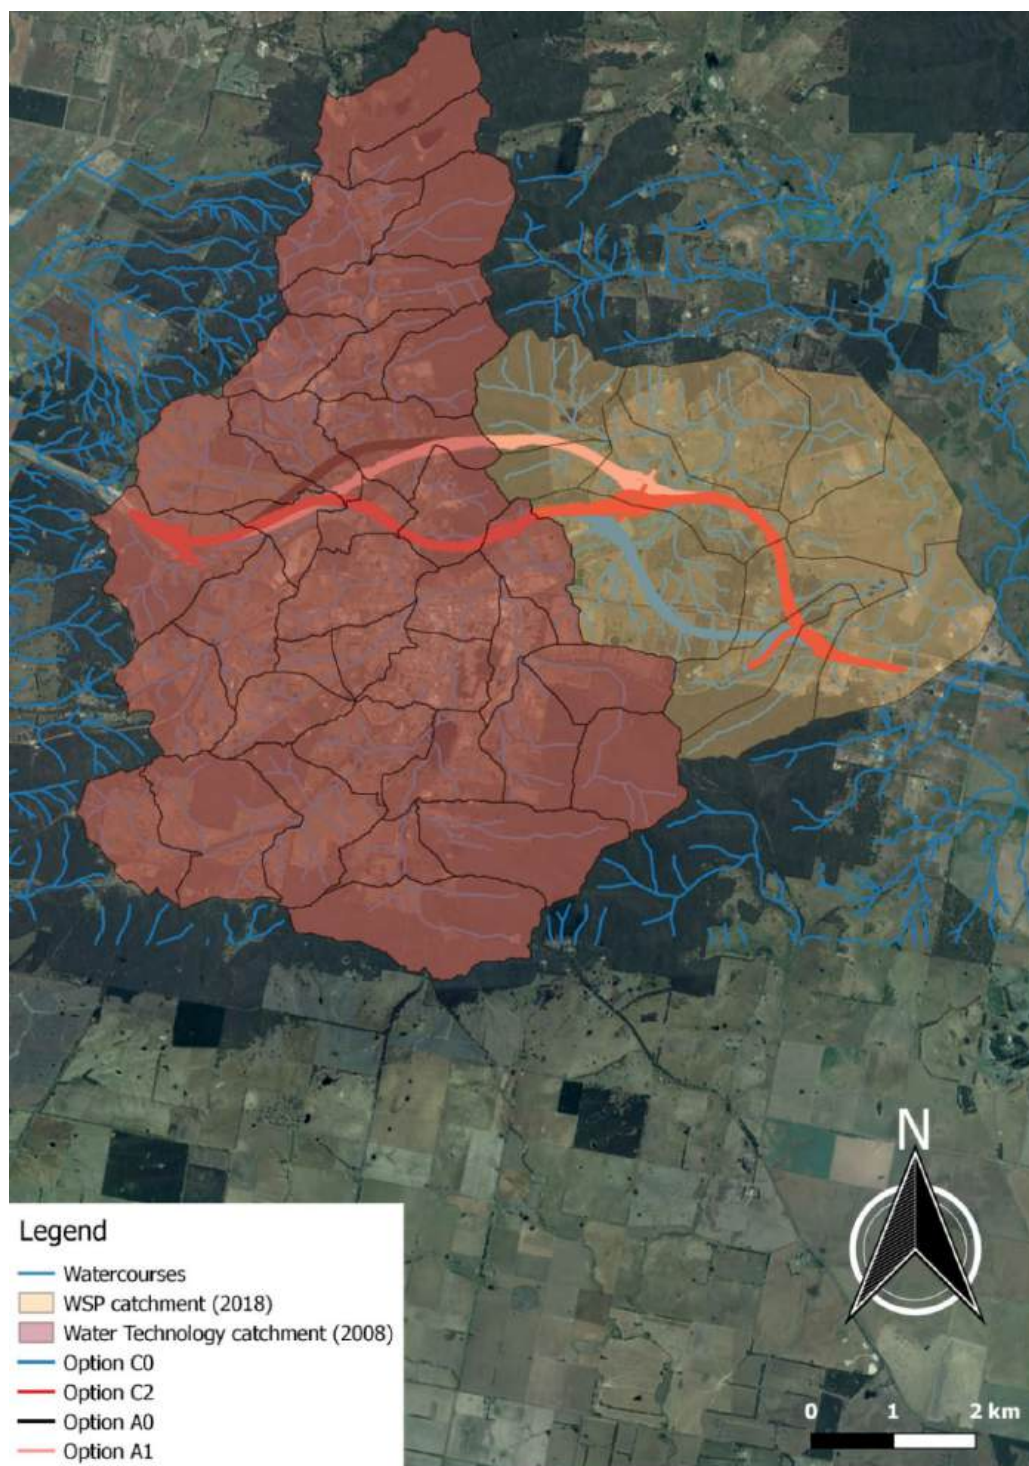 N
Legend
Watercourses
WSP catchment (2018)
Water Technology catchment (2008)
Option C0
Option C2
Option A0
Option A1
0 1 2 km